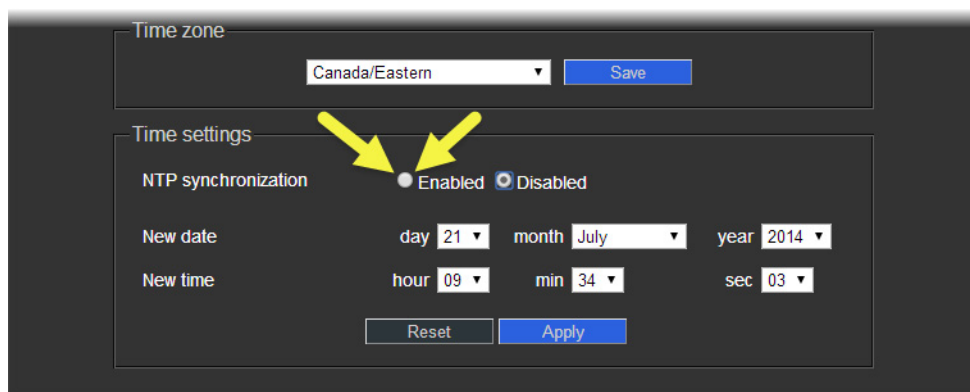 Time zone
Canada/Eastern Save
Time settings
NTP synchronization Enabled Disabled
New date day 21 month July year 2014
New time hour 09 min 34 sec 03
Reset Apply